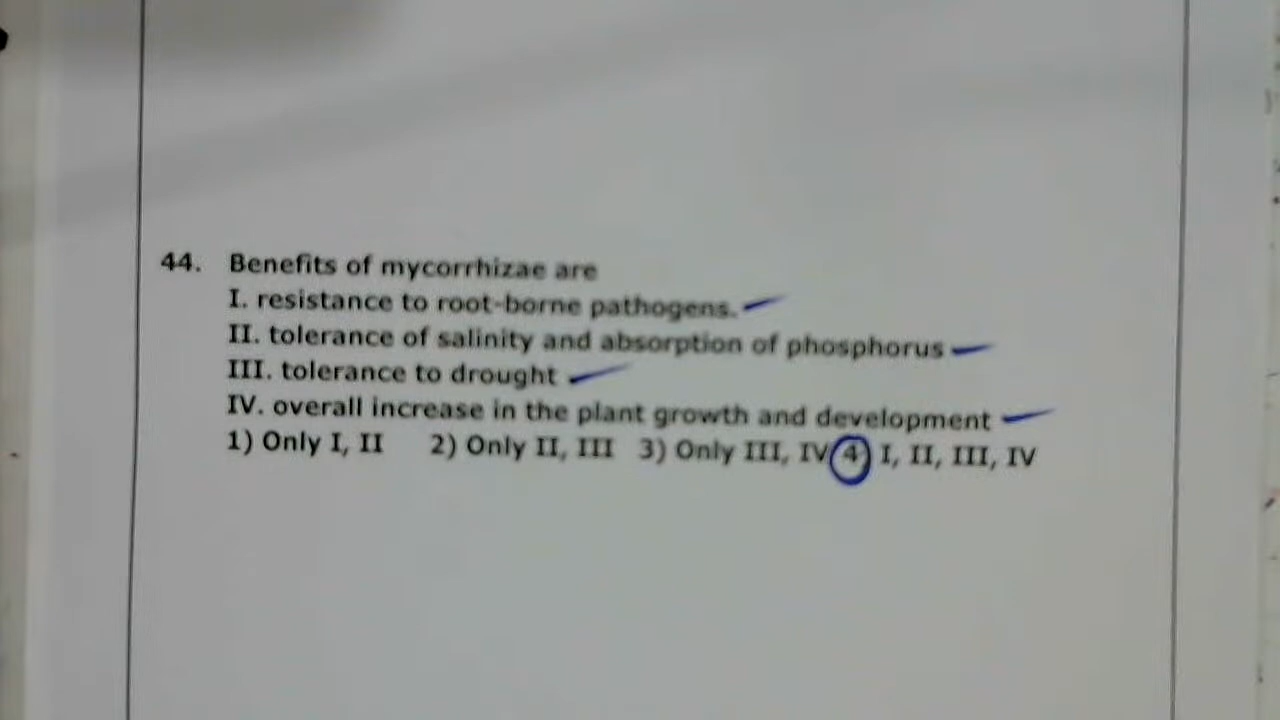 44. Benefits of mycorrhizae are
I. resistance to root-borne pathogens.
II. tolerance of salinity and absorption of phosphorus
III. tolerance to drought
IV. overall increase in the plant growth and development
1) Only I, II 2) Only II, III 3) Only III, IV 4) I, II, III, IV